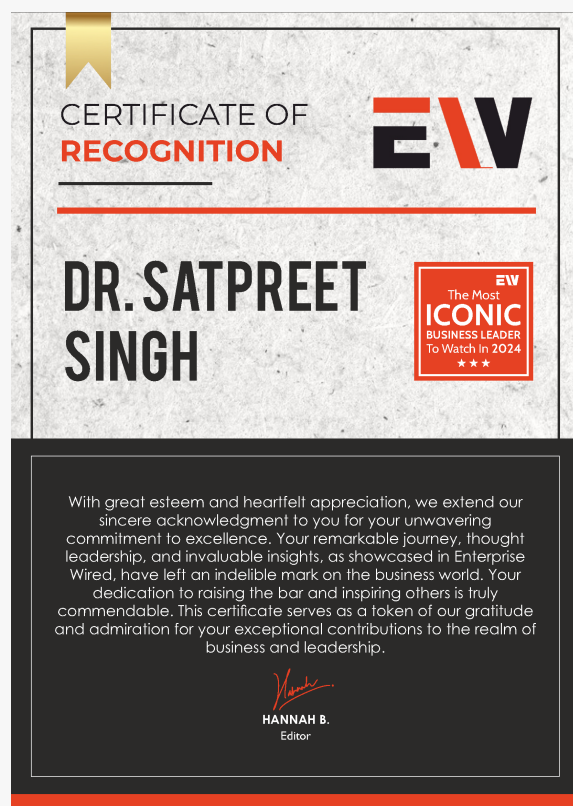 CERTIFICATE OF
RECOGNITION
EW
DR. SATPREET
SINGH
EW
The Most
ICONIC
BUSINESS LEADER
To Watch In 2024
With great esteem and heartfelt appreciation, we extend our
sincere acknowledgment to you for your unwavering
commitment to excellence. Your remarkable journey, thought
leadership, and invaluable insights, as showcased in Enterprise
Wired, have left an indelible mark on the business world. Your
dedication to raising the bar and inspiring others is truly
commendable. This certificate serves as a token of our gratitude
and admiration for your exceptional contributions to the realm of
business and leadership.
Hannah
HANNAH B.
Editor